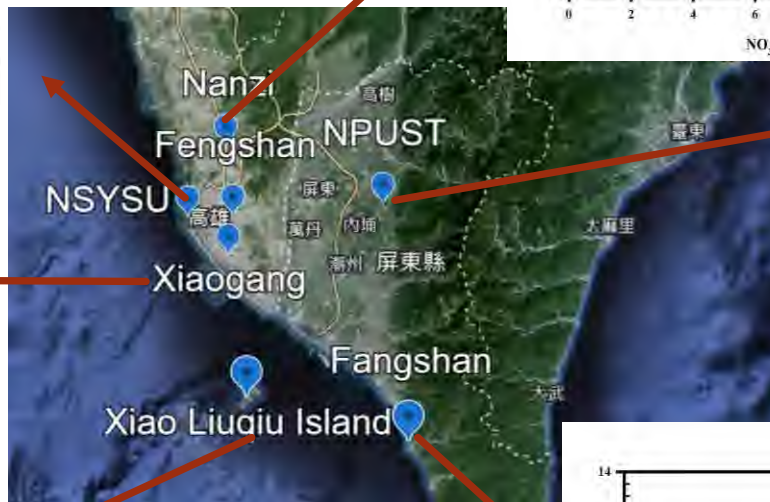 0 2 4 6
NO
Nanzi
高樹
Fengshan
NPUST
臺東
NSYSU
屏東
高雄
萬丹
內埔
太麻里
潮州
屏東縣
Xiaogang
Fangshan
大武
Xiao Liuqiu Island
14